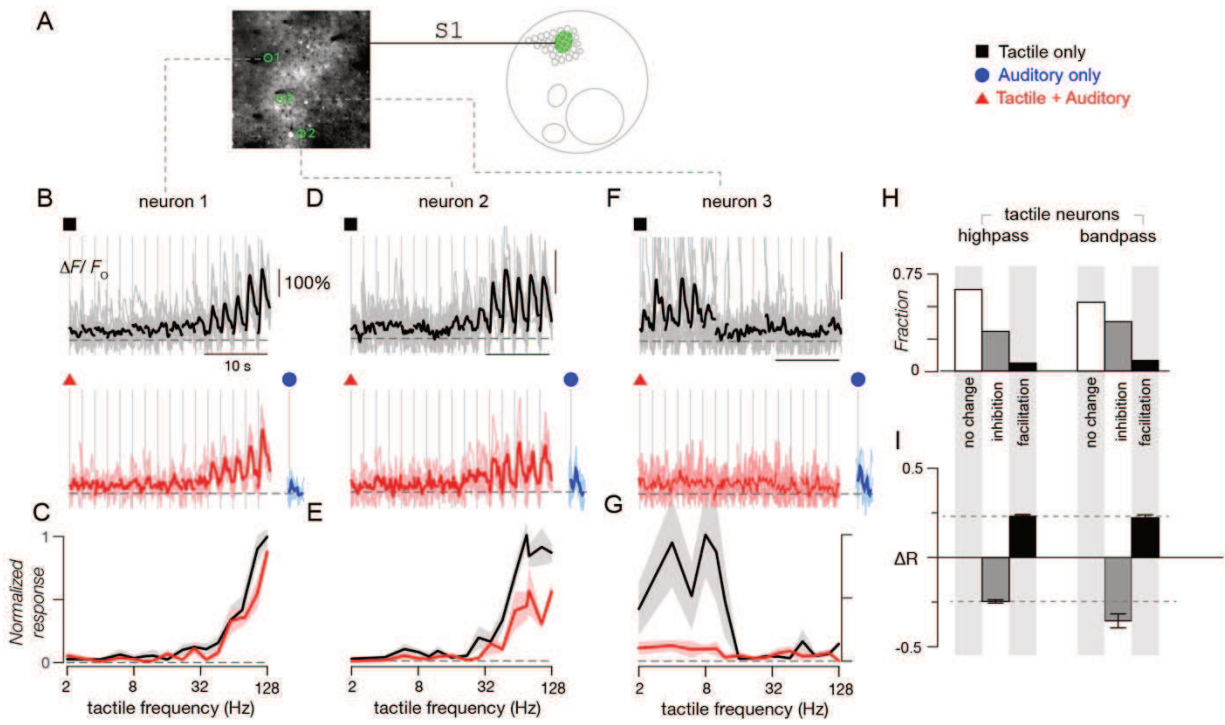 A
S1
1
3
2
Tactile only
Auditory only
Tactile + Auditory
B
neuron 1
D
neuron 2
F
neuron 3
H
tactile neurons
highpass
bandpass
ΔF/ Fo
100%
10 s
0.75
Fraction
0
no change
inhibition
facilitation
no change
inhibition
facilitation
I
0.5
ΔR
-0.5
C
E
G
1
Normalized
response
0
2
8
32
128
2
8
32
128
2
8
32
128
tactile frequency (Hz)
tactile frequency (Hz)
tactile frequency (Hz)